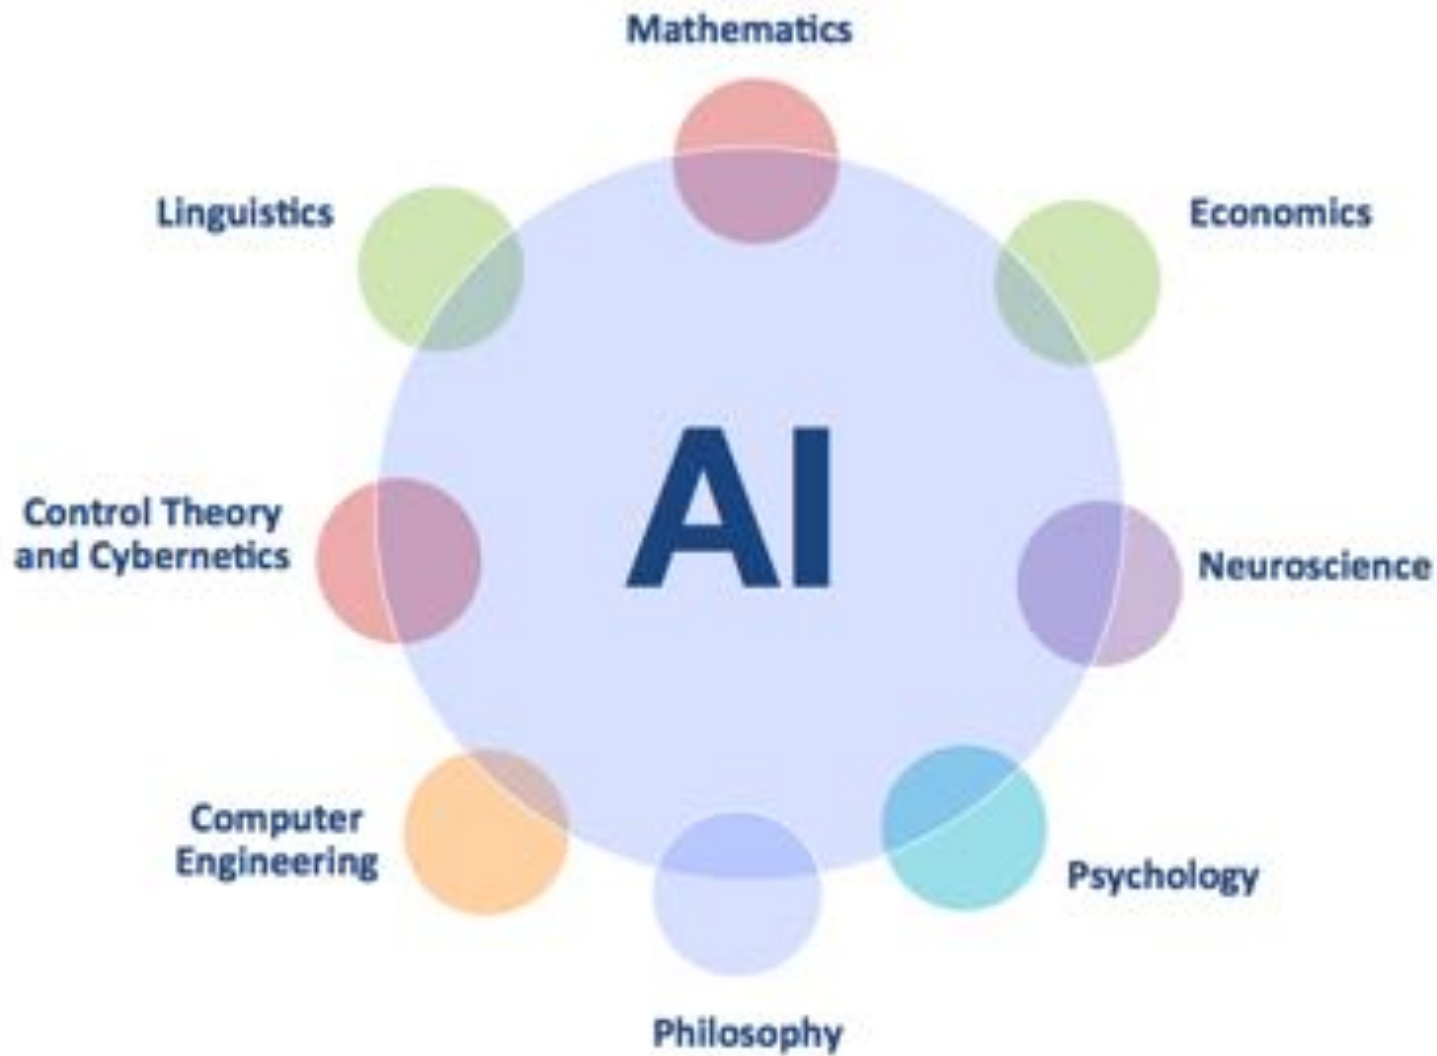 Mathematics
Linguistics
Economics
AI
Control Theory
and Cybernetics
Neuroscience
Computer
Engineering
Psychology
Philosophy